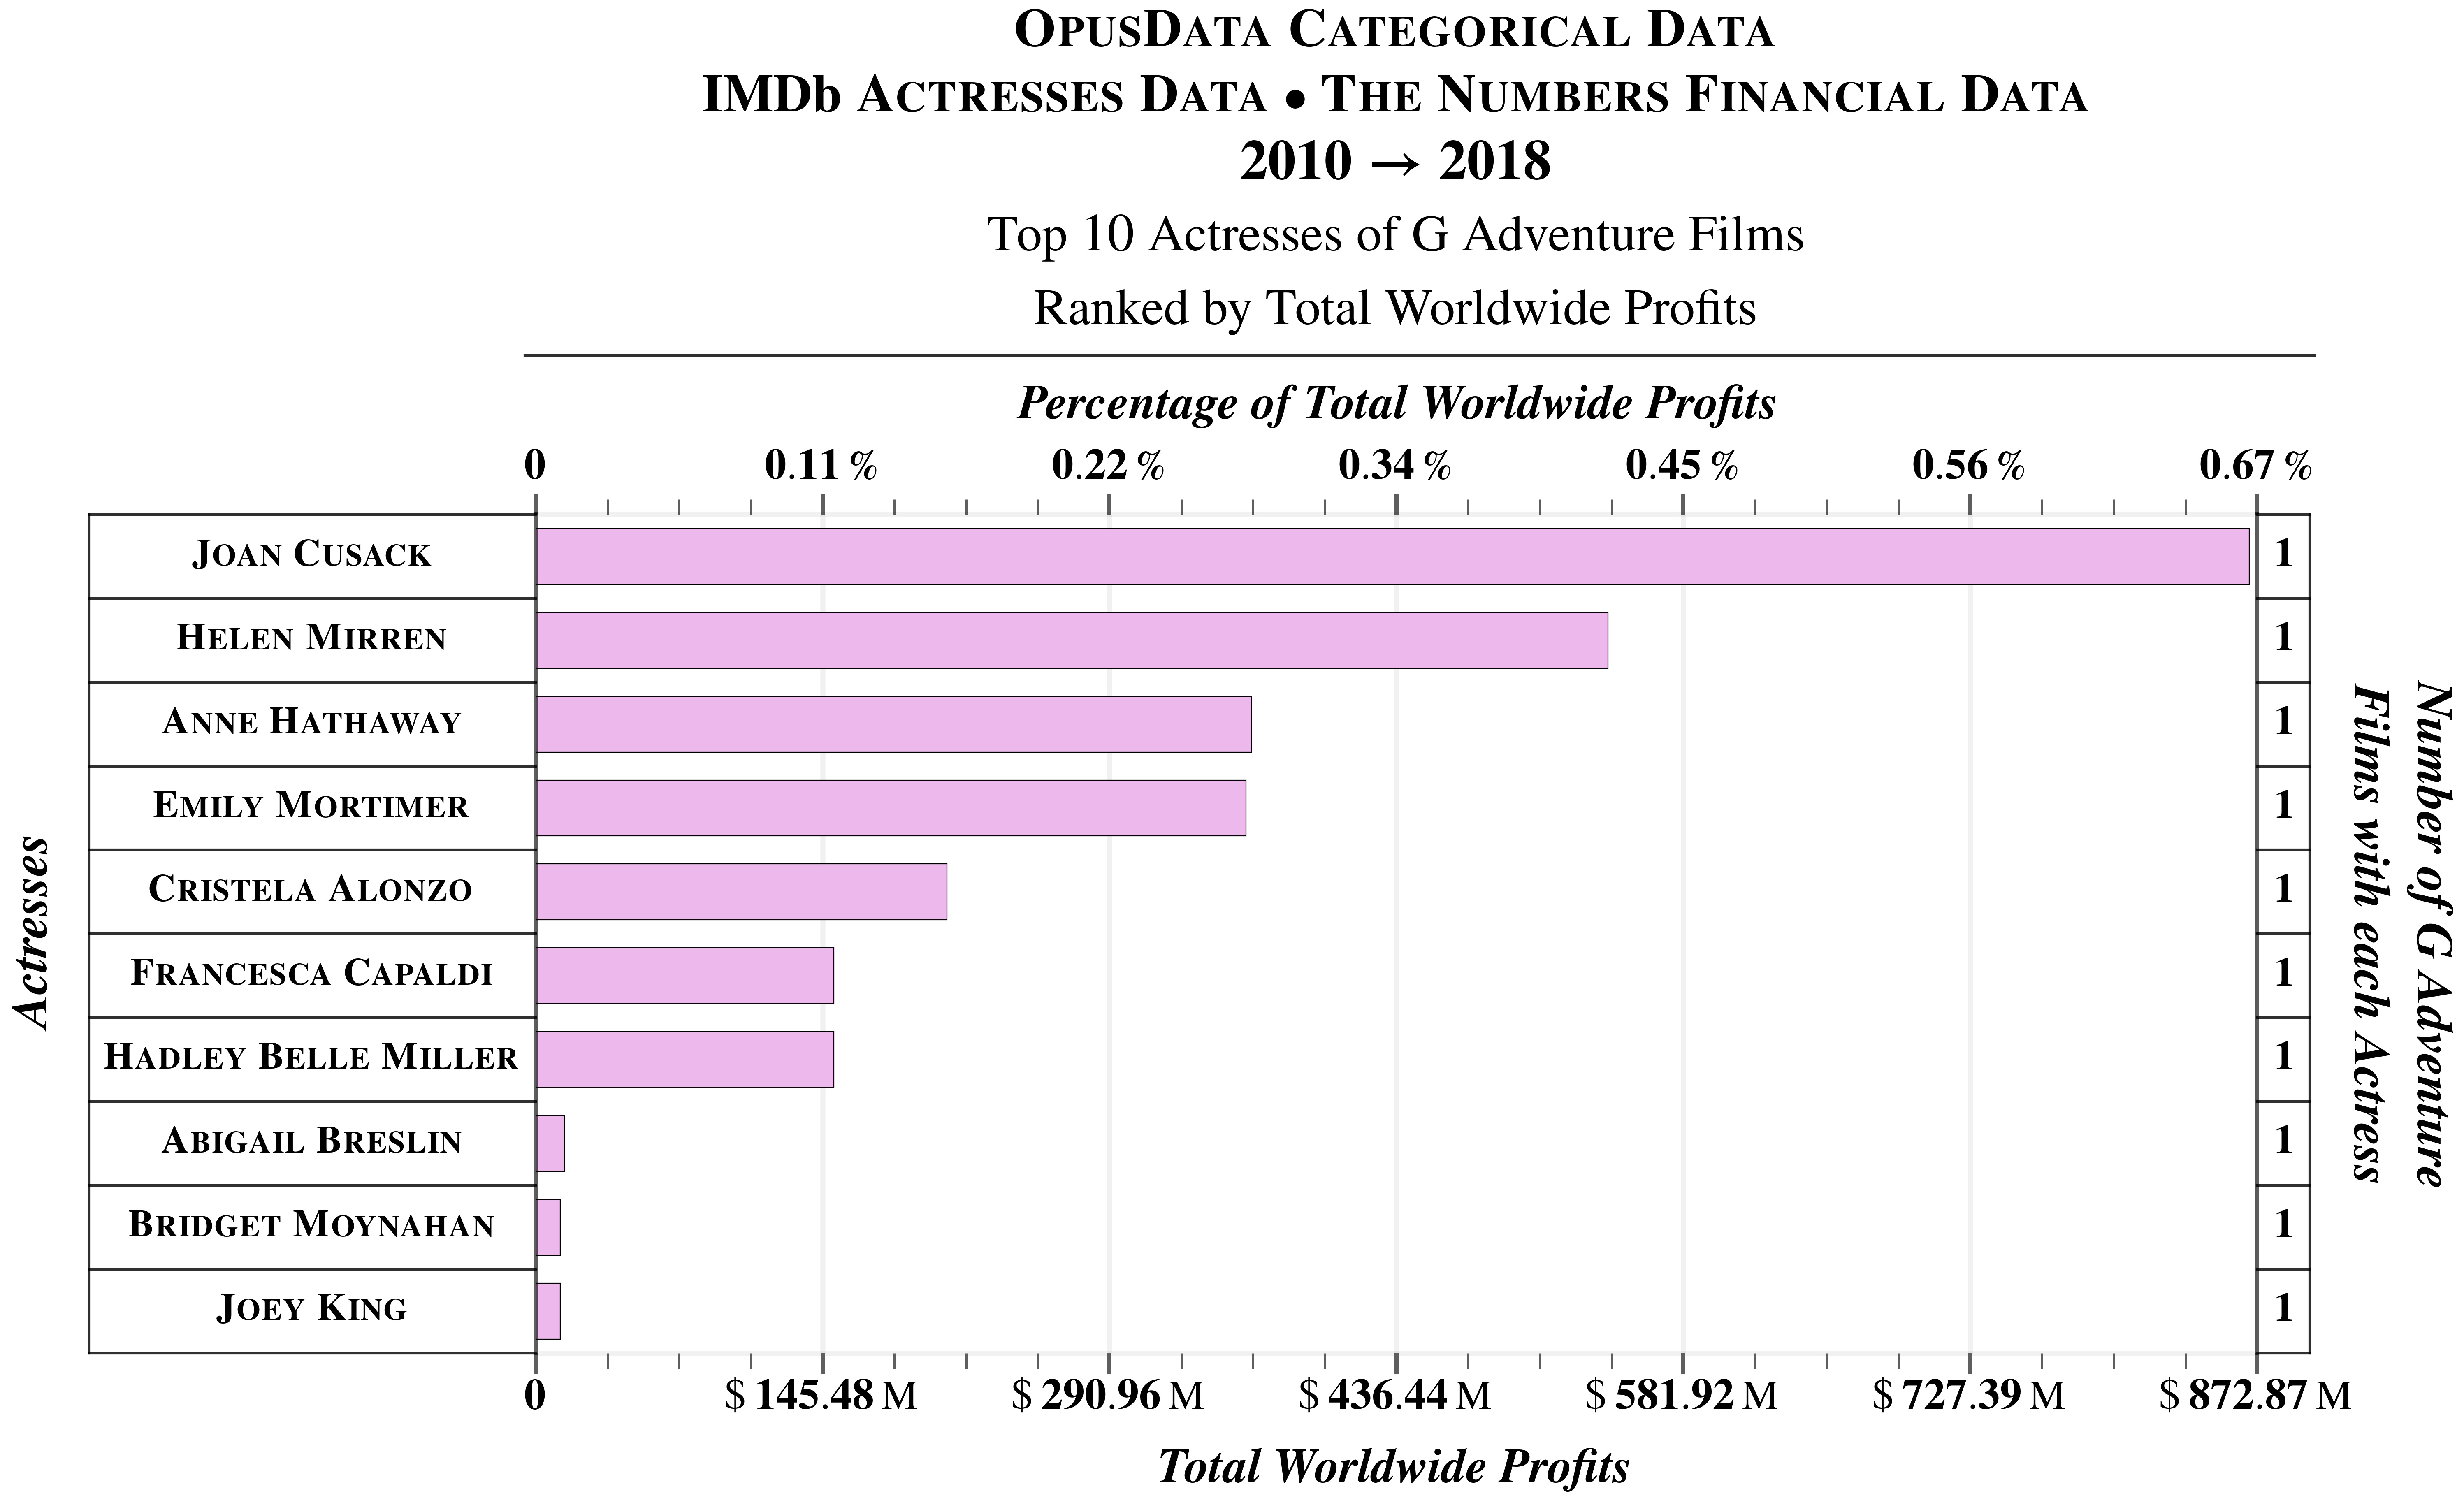 OpusData Categorical Data
IMDb Actresses Data • The Numbers Financial Data
2010 → 2018
Top 10 Actresses of G Adventure Films
Ranked by Total Worldwide Profits
Percentage of Total Worldwide Profits
0 0.11 % 0.22 % 0.34 % 0.45 % 0.56 % 0.67 %
Joan Cusack 1
Helen Mirren 1
Anne Hathaway 1
Emily Mortimer 1
Cristela Alonzo 1
Francesca Capaldi 1
Hadley Belle Miller 1
Abigail Breslin 1
Bridget Moynahan 1
Joey King 1
Actresses
Number of G Adventure
Films with each Actress
0 $ 145.48 M $ 290.96 M $ 436.44 M $ 581.92 M $ 727.39 M $ 872.87 M
Total Worldwide Profits